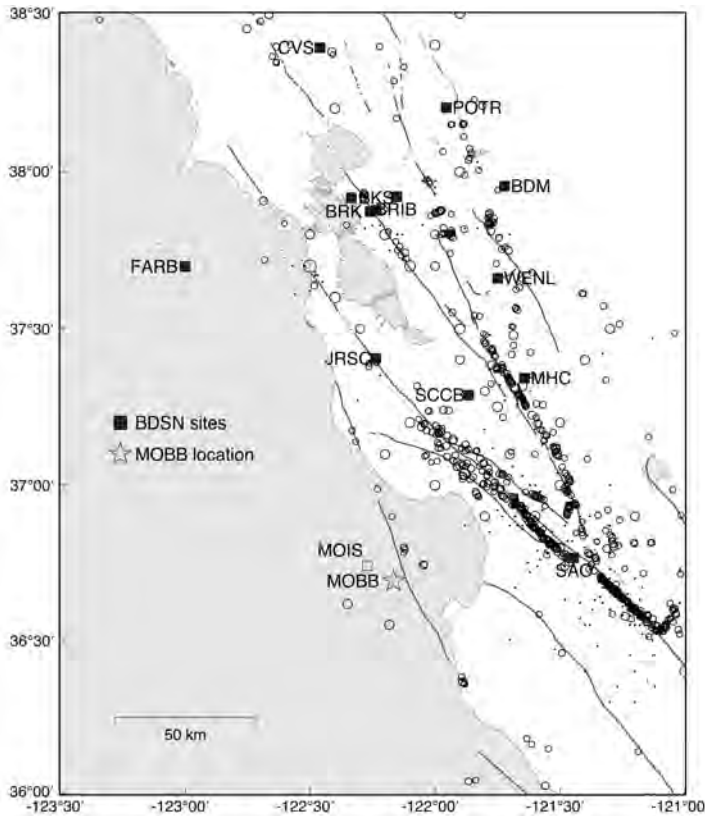 38°30'
CVS
POTR
38°00'
BDM
BKS
BRK
BRIB
FARB
WENL
37°30'
JRSC
MHC
SCCB
BDSN sites
MOBB location
37°00'
MOIS
MOBB
SAO
36°30'
50 km
36°00'
-123°30' -123°00' -122°30' -122°00' -121°30' -121°00'